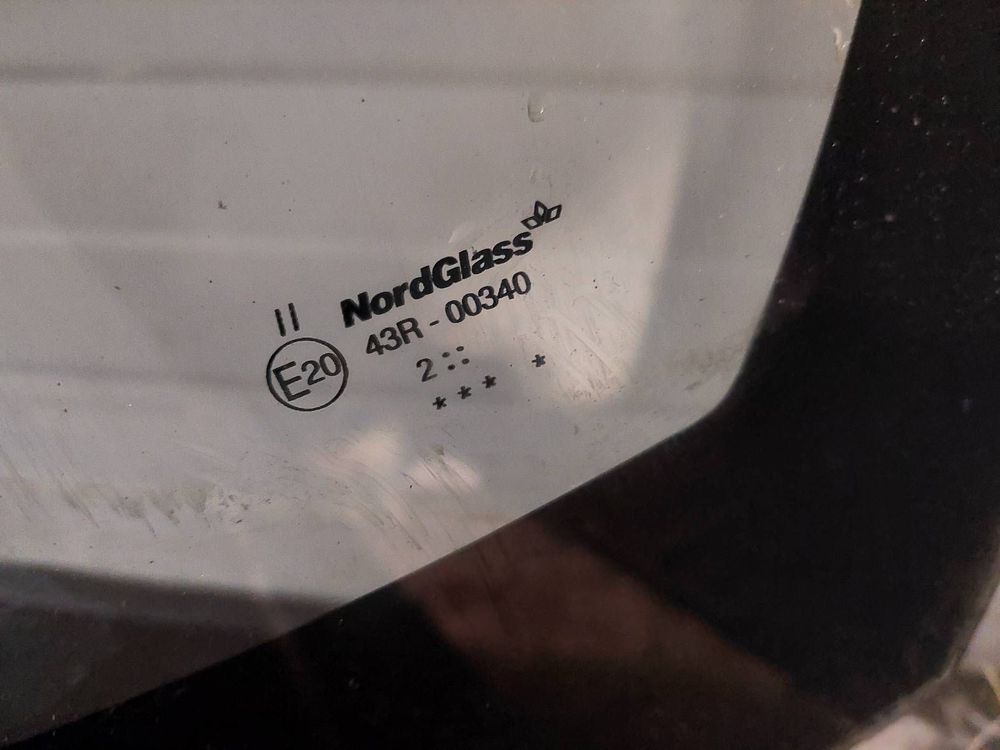 NordGlass
II
43R - 00340
E20
2 ::
* * * *